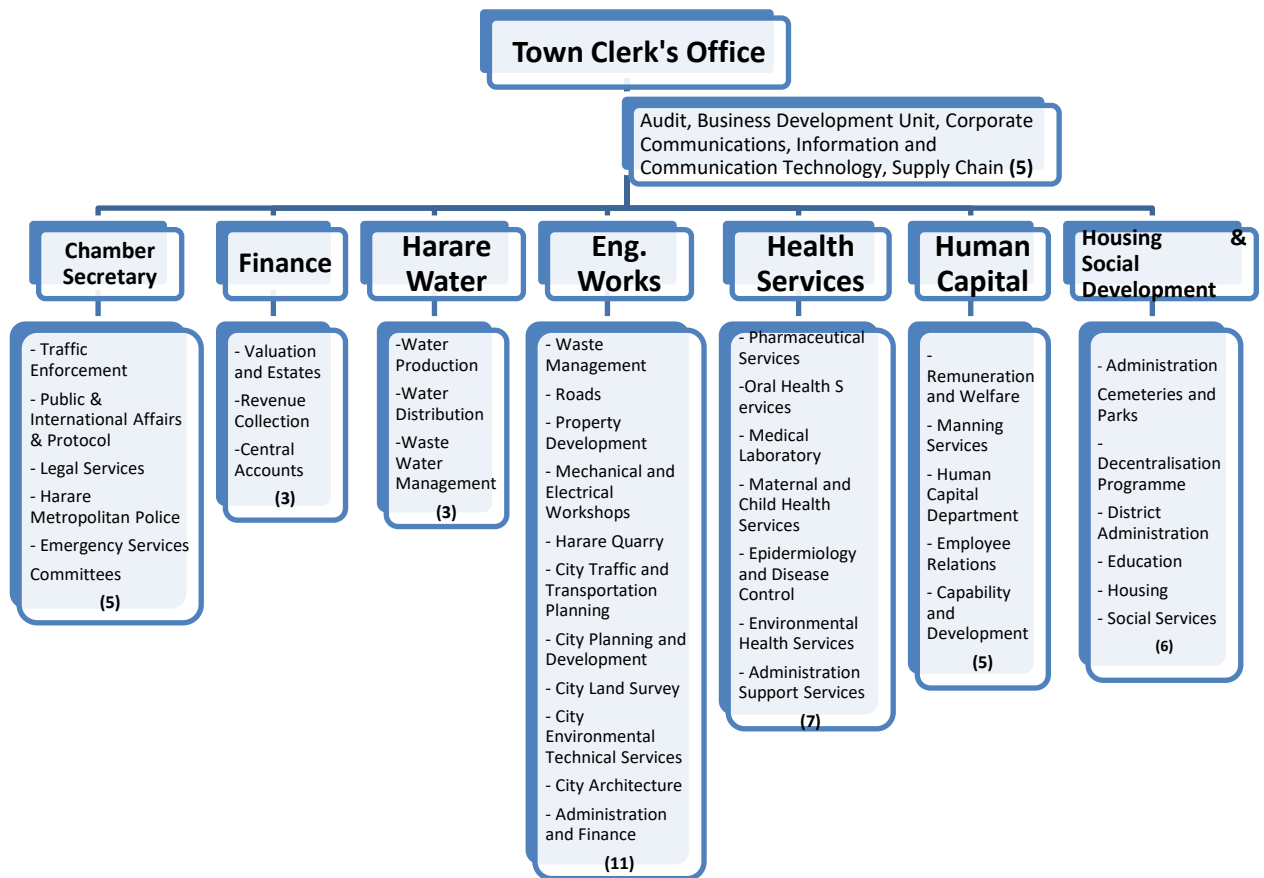 Town Clerk's Office
Audit, Business Development Unit, Corporate
Communications, Information and
Communication Technology, Supply Chain (5)
Chamber
Secretary
- Traffic
Enforcement
- Public &
International Affairs
& Protocol
- Legal Services
- Harare
Metropolitan Police
- Emergency Services
Committees
(5)
Finance
- Valuation
and Estates
-Revenue
Collection
-Central
Accounts
(3)
Harare
Water
-Water
Production
-Water
Distribution
-Waste
Water
Management
(3)
Eng.
Works
- Waste
Management
- Roads
- Property
Development
- Mechanical and
Electrical
Workshops
- Harare Quarry
- City Traffic and
Transportation
Planning
- City Planning and
Development
- City Land Survey
- City
Environmental
Technical Services
- City Architecture
- Administration
and Finance
(11)
Health
Services
- Pharmaceutical
Services
-Oral Health S
ervices
- Medical
Laboratory
- Maternal and
Child Health
Services
- Epidermiology
and Disease
Control
- Environmental
Health Services
- Administration
Support Services
(7)
Human
Capital
-
Remuneration
and Welfare
- Manning
Services
- Human
Capital
Department
- Employee
Relations
- Capability
and
Development
(5)
Housing &
Social
Development
- Administration
Cemeteries and
Parks
-
Decentralisation
Programme
- District
Administration
- Education
- Housing
- Social Services
(6)